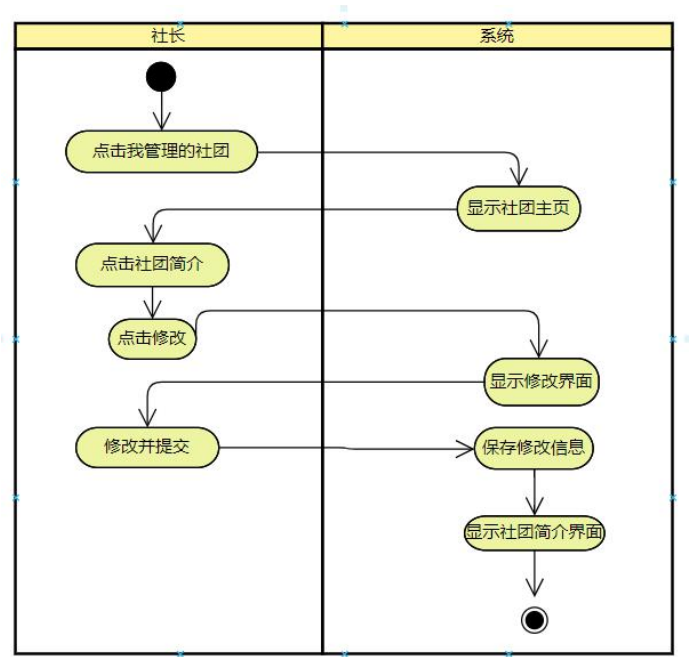 社长
系统
点击我管理的社团
显示社团主页
点击社团简介
点击修改
显示修改界面
修改并提交
保存修改信息
显示社团简介界面